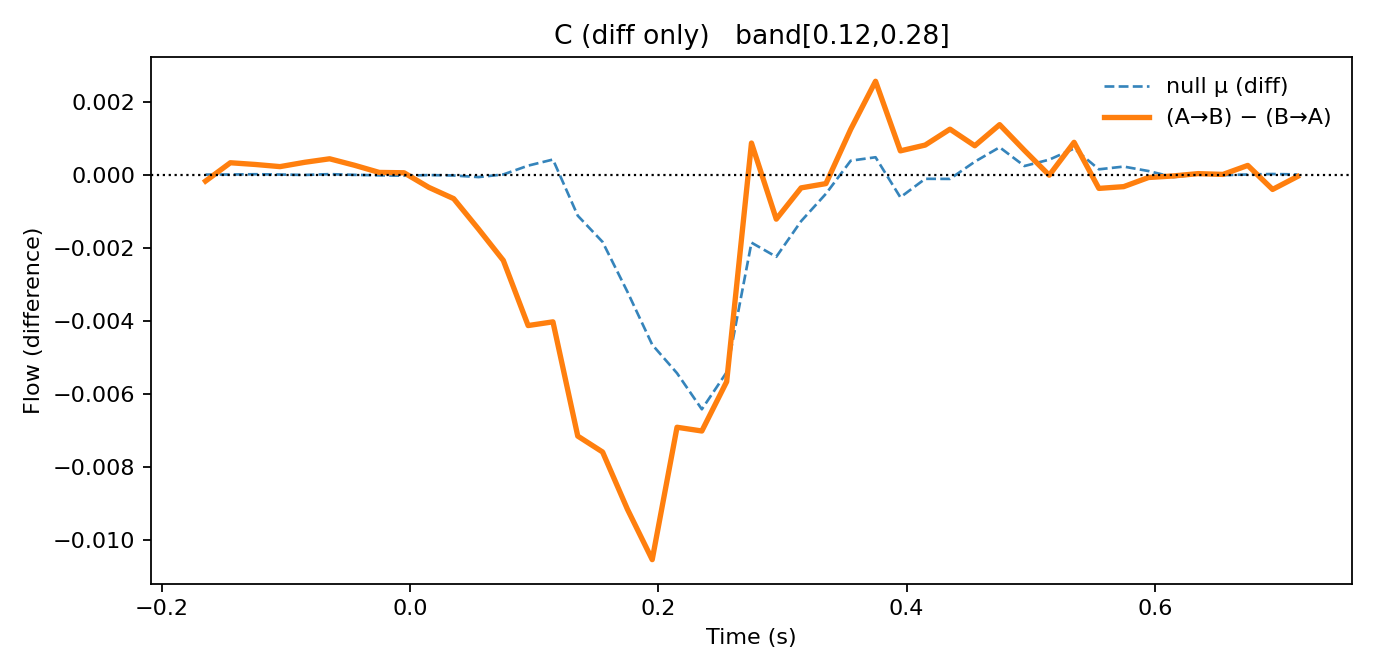 C (diff only)   band[0.12,0.28]
null μ (diff)
(A→B) − (B→A)
Flow (difference)
0.002
0.000
−0.002
−0.004
−0.006
−0.008
−0.010
−0.2
0.0
0.2
0.4
0.6
Time (s)